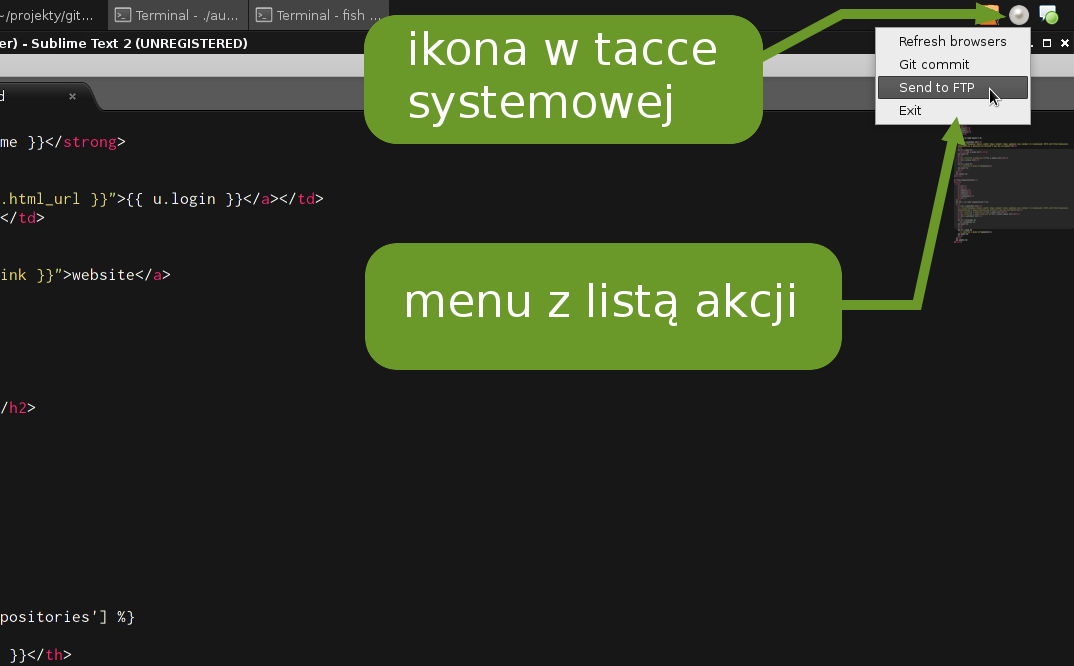 ~/projekty/git...
Terminal - ./au...
Terminal - fish ...
er) - Sublime Text 2 (UNREGISTERED)
ikona w tacce
systemowej
Refresh browsers
Git commit
Send to FTP
Exit
d ×
me }}</strong>
.html_url }}">{{ u.login }}</a></td>
</td>
ink }}">website</a>
menu z listą akcji
/h2>
positories'] %}
}}</th>